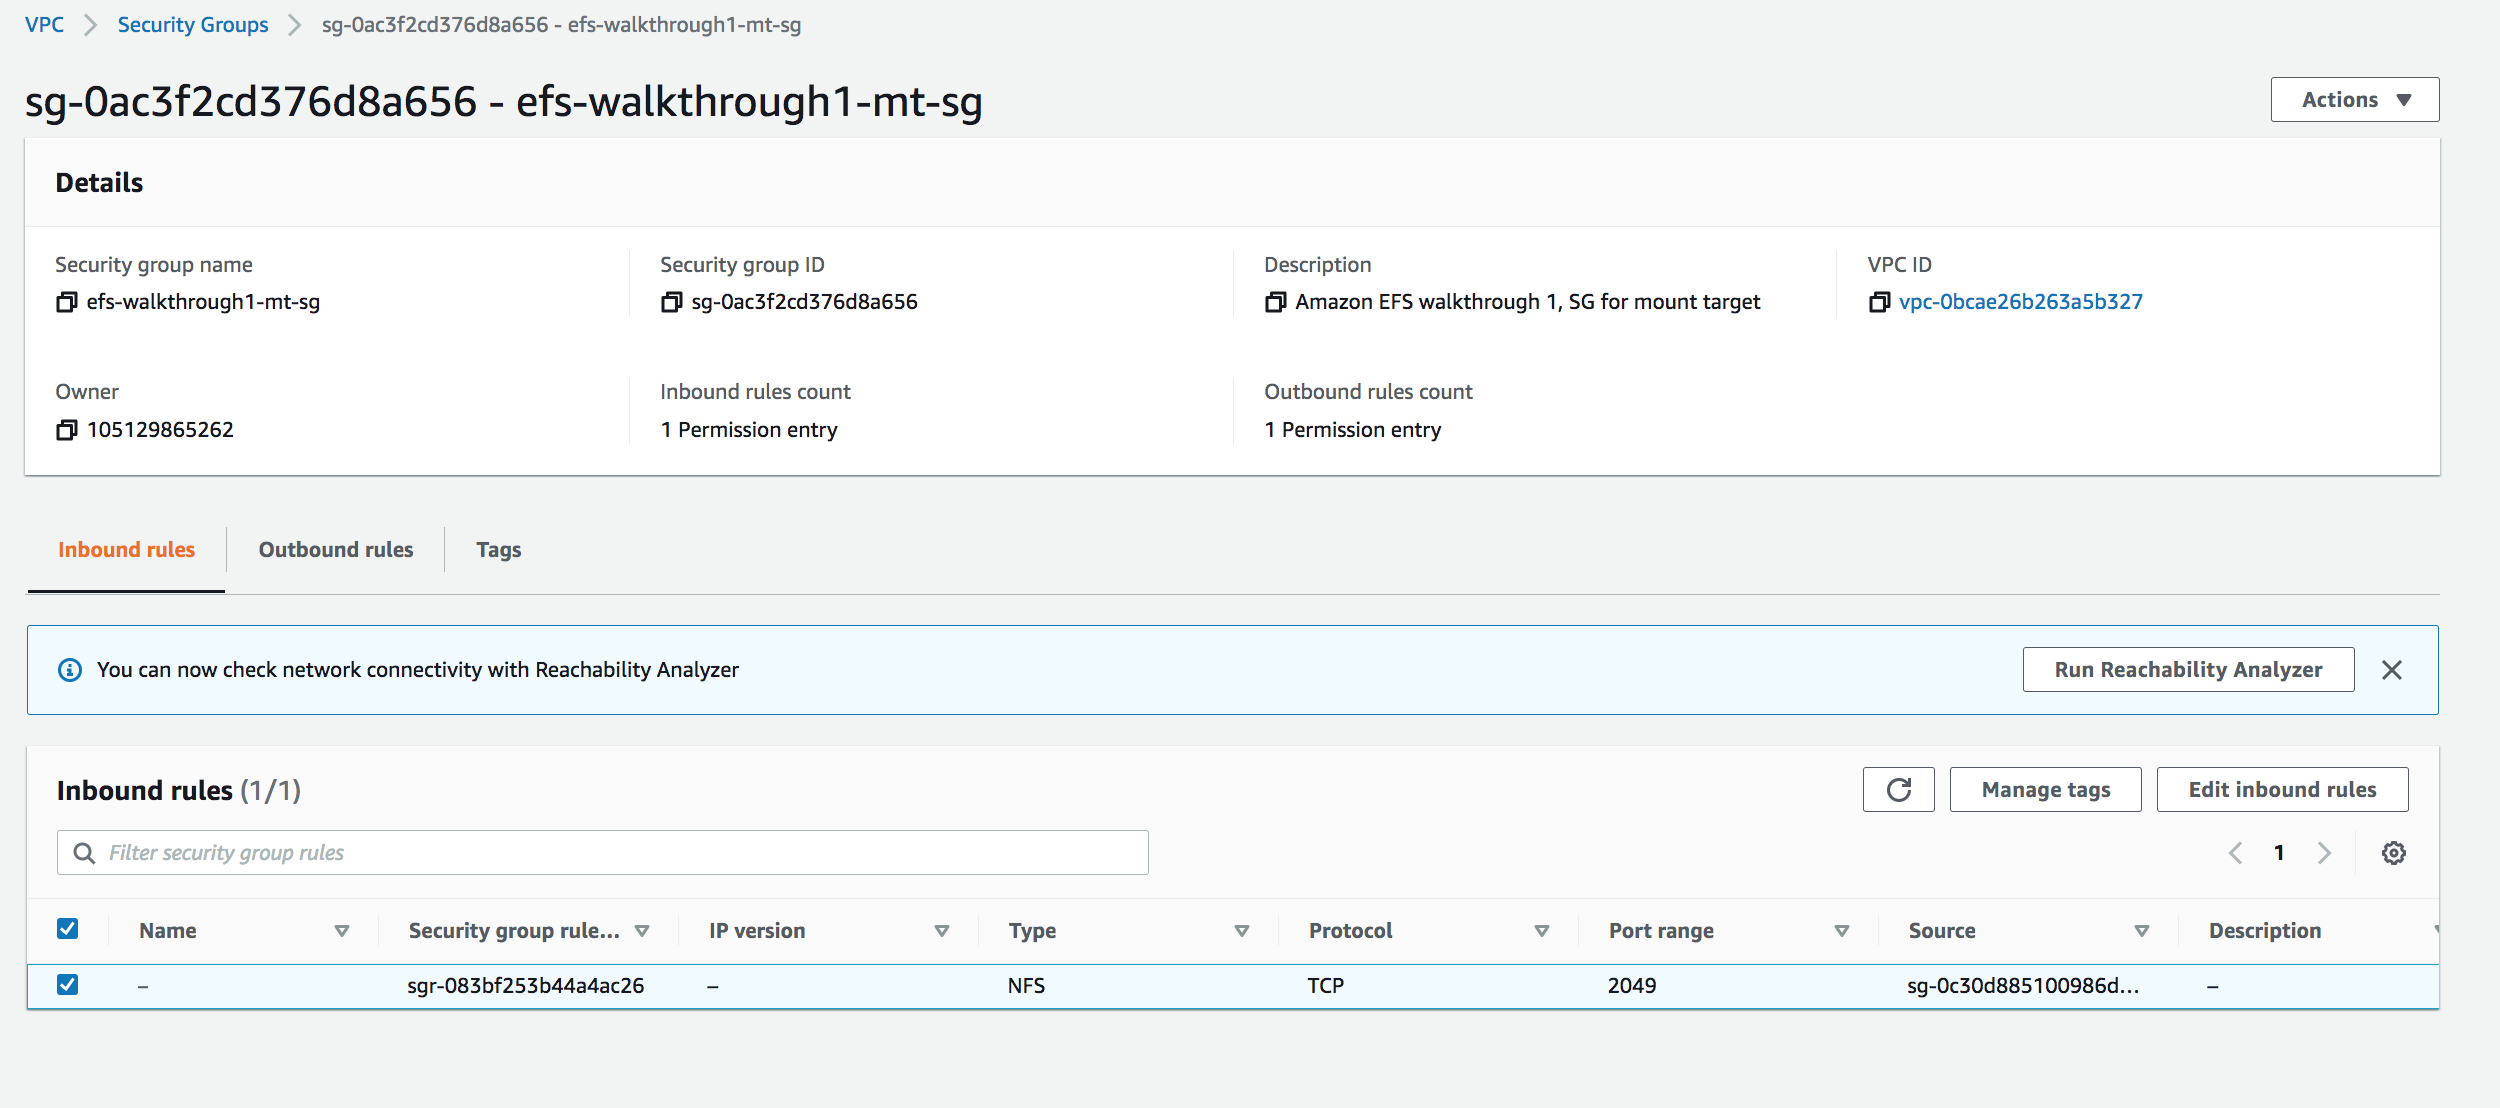 VPC > Security Groups > sg-0ac3f2cd376d8a656 - efs-walkthrough1-mt-sg
sg-0ac3f2cd376d8a656 - efs-walkthrough1-mt-sg
Actions
Details
Security group name
efs-walkthrough1-mt-sg
Security group ID
sg-0ac3f2cd376d8a656
Description
Amazon EFS walkthrough 1, SG for mount target
VPC ID
vpc-0bcae26b263a5b327
Owner
105129865262
Inbound rules count
1 Permission entry
Outbound rules count
1 Permission entry
Inbound rules Outbound rules Tags
You can now check network connectivity with Reachability Analyzer
Run Reachability Analyzer
Inbound rules (1/1)
Manage tags
Edit inbound rules
Filter security group rules
1
Name Security group rule... IP version Type Protocol Port range Source Description
– sgr-083bf253b44a4ac26 – NFS TCP 2049 sg-0c30d885100986d... –